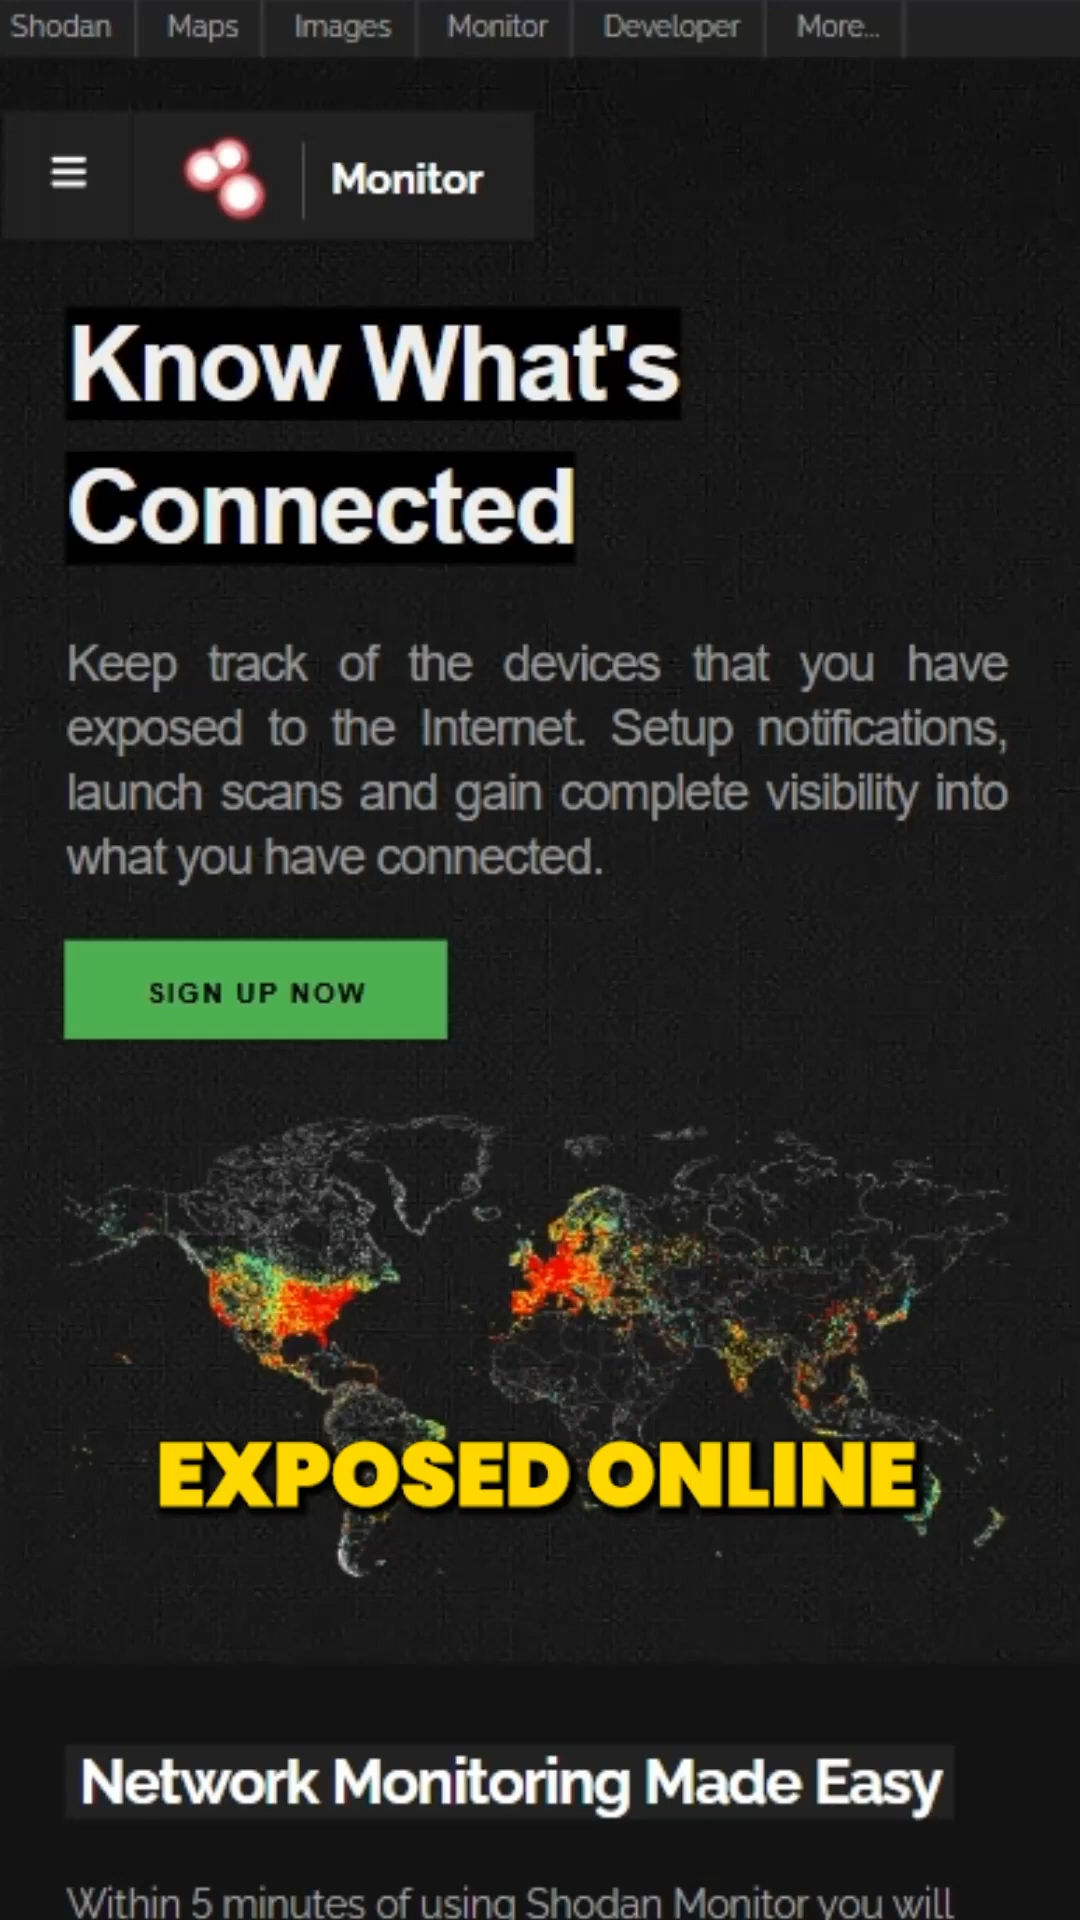 Shodan Maps Images Monitor Developer More...
Monitor
Know What's
Connected
Keep track of the devices that you have
exposed to the Internet. Setup notifications,
launch scans and gain complete visibility into
what you have connected.
SIGN UP NOW
EXPOSED ONLINE
Network Monitoring Made Easy
Within 5 minutes of using Shodan Monitor you will